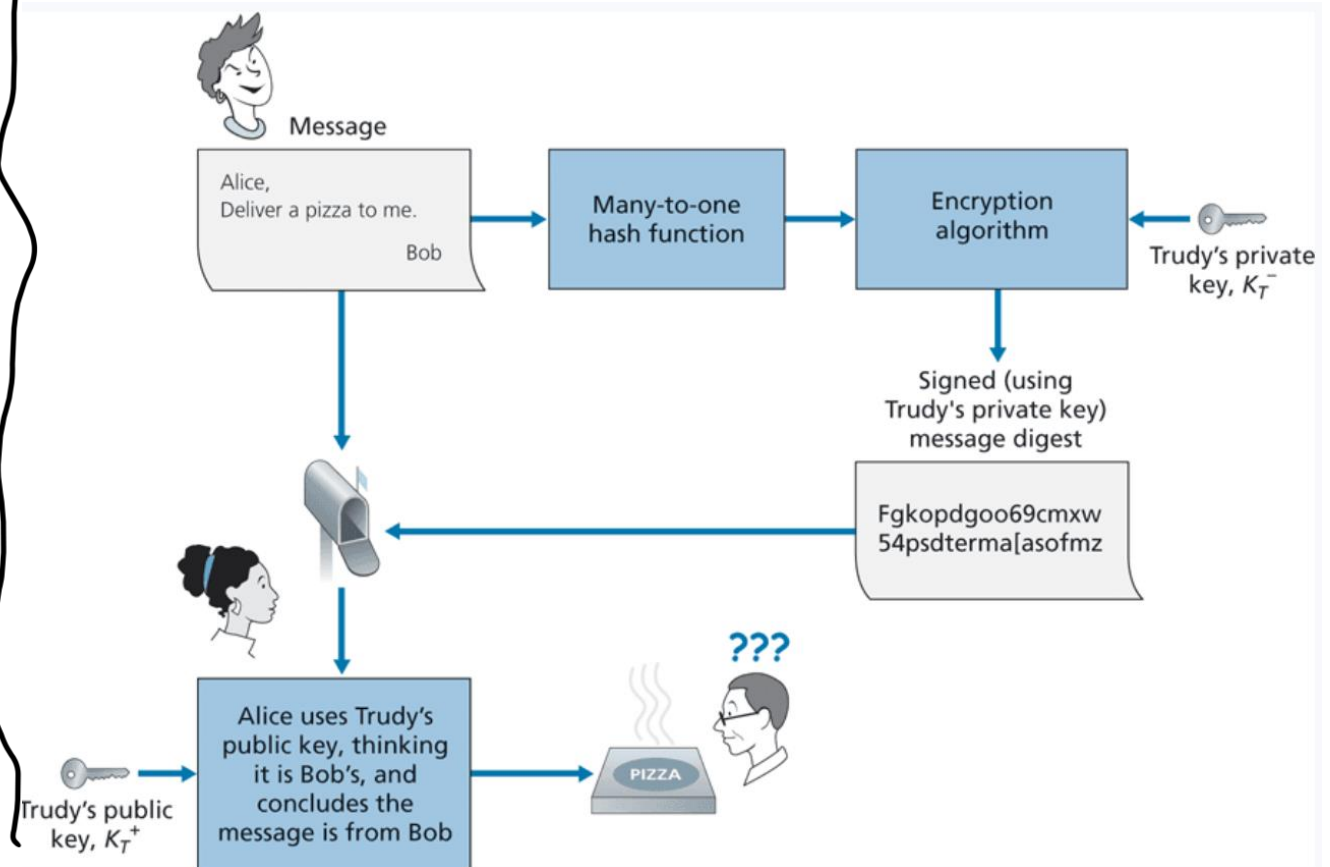 Message
Alice,
Deliver a pizza to me.
Bob
Many-to-one
hash function
Encryption
algorithm
Trudy's private
key, K_T^-
Signed (using
Trudy's private key)
message digest
Fgkopdgoo69cmxw
54psdterma[asofmz
???
Alice uses Trudy's
public key, thinking
it is Bob's, and
concludes the
message is from Bob
PIZZA
Trudy's public
key, K_T^+